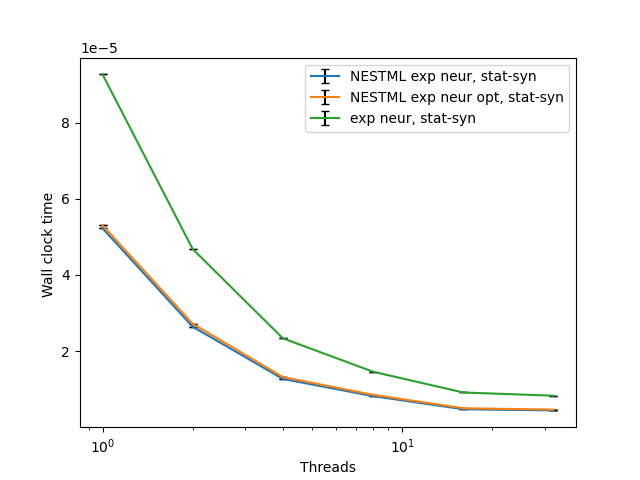 1e−5
NESTML exp neur, stat-syn
NESTML exp neur opt, stat-syn
exp neur, stat-syn
8
6
4
2
Wall clock time
10⁰
10¹
Threads